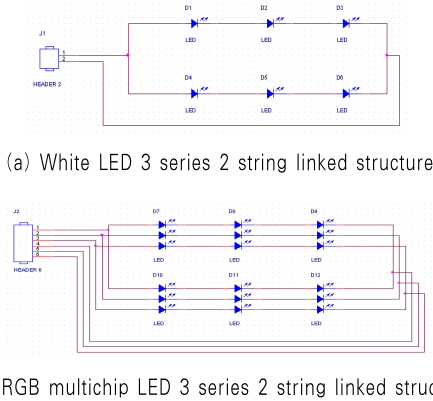 D1 D2 D3
J1
1
2
LED LED LED
HEADER 2
D4 D5 D6
LED LED LED
(a) White LED 3 series 2 string linked structure
J2
D7 D8 D9
1
2
3
4
5
6
LED LED LED
HEADER 6
D10 D11 D12
LED LED LED
RGB multichip LED 3 series 2 string linked struc